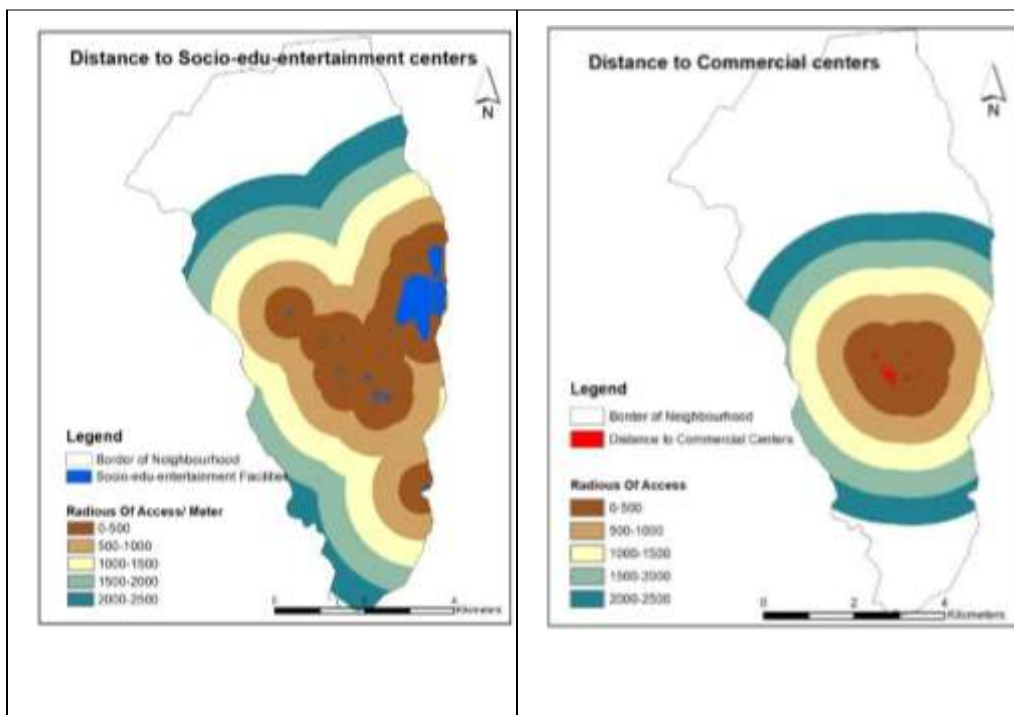 Distance to Socio-edu-entertainment centers
N
Legend
Border of Neighbourhood
Socio-edu-entertainment Facilities
Radious Of Access/ Meter
0-500
500-1000
1000-1500
1500-2000
2000-2500
0 2 4
Kilometers
Distance to Commercial centers
N
Legend
Border of Neighbourhood
Distance to Commercial Centers
Radious Of Access
0-500
500-1000
1000-1500
1500-2000
2000-2500
0 2 4
Kilometers